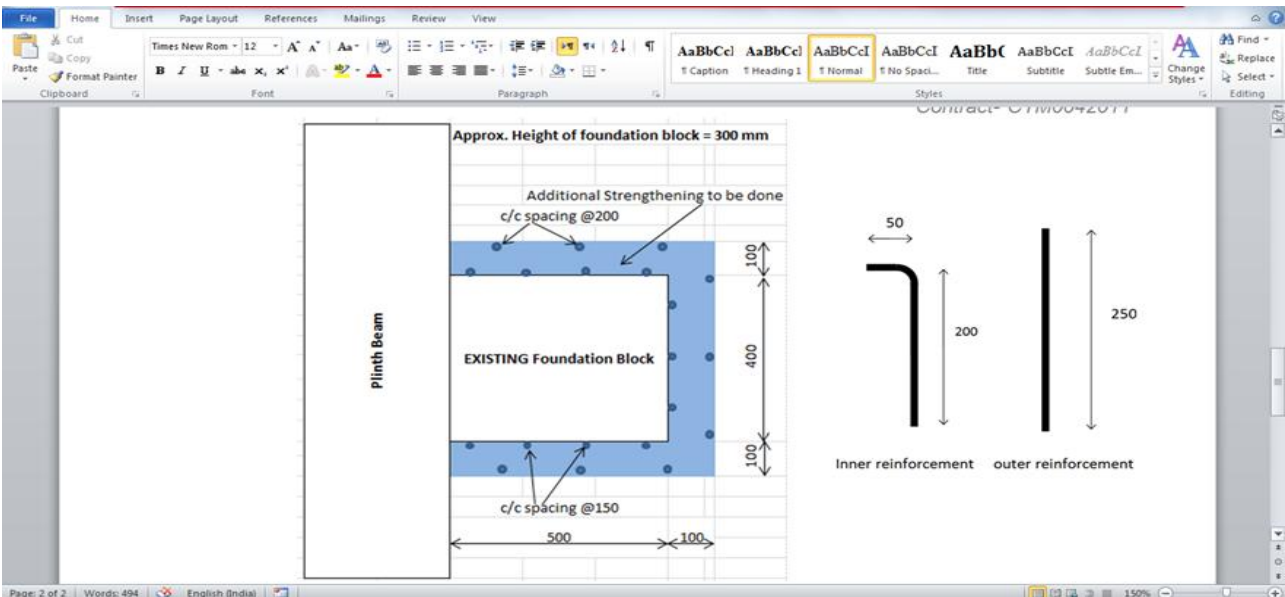 File Home Insert Page Layout References Mailings Review View
Cut
Copy
Paste
Format Painter
Times New Rom 12
AaBbCcI AaBbCcI AaBbCcI AaBbCcI AaBb( AaBbCcI AaBbCcI
¶ Caption ¶ Heading 1 ¶ Normal ¶ No Spaci... Title Subtitle Subtle Em...
Change Styles
Find
Replace
Select
Clipboard Font Paragraph Styles Editing
Approx. Height of foundation block = 300 mm
Additional Strengthening to be done
c/c spacing @200
100
400
100
Plinth Beam
EXISTING Foundation Block
c/c spacing @150
500 100
50
200
250
Inner reinforcement outer reinforcement
Page: 2 of 2 Words: 494 English (India) 150%